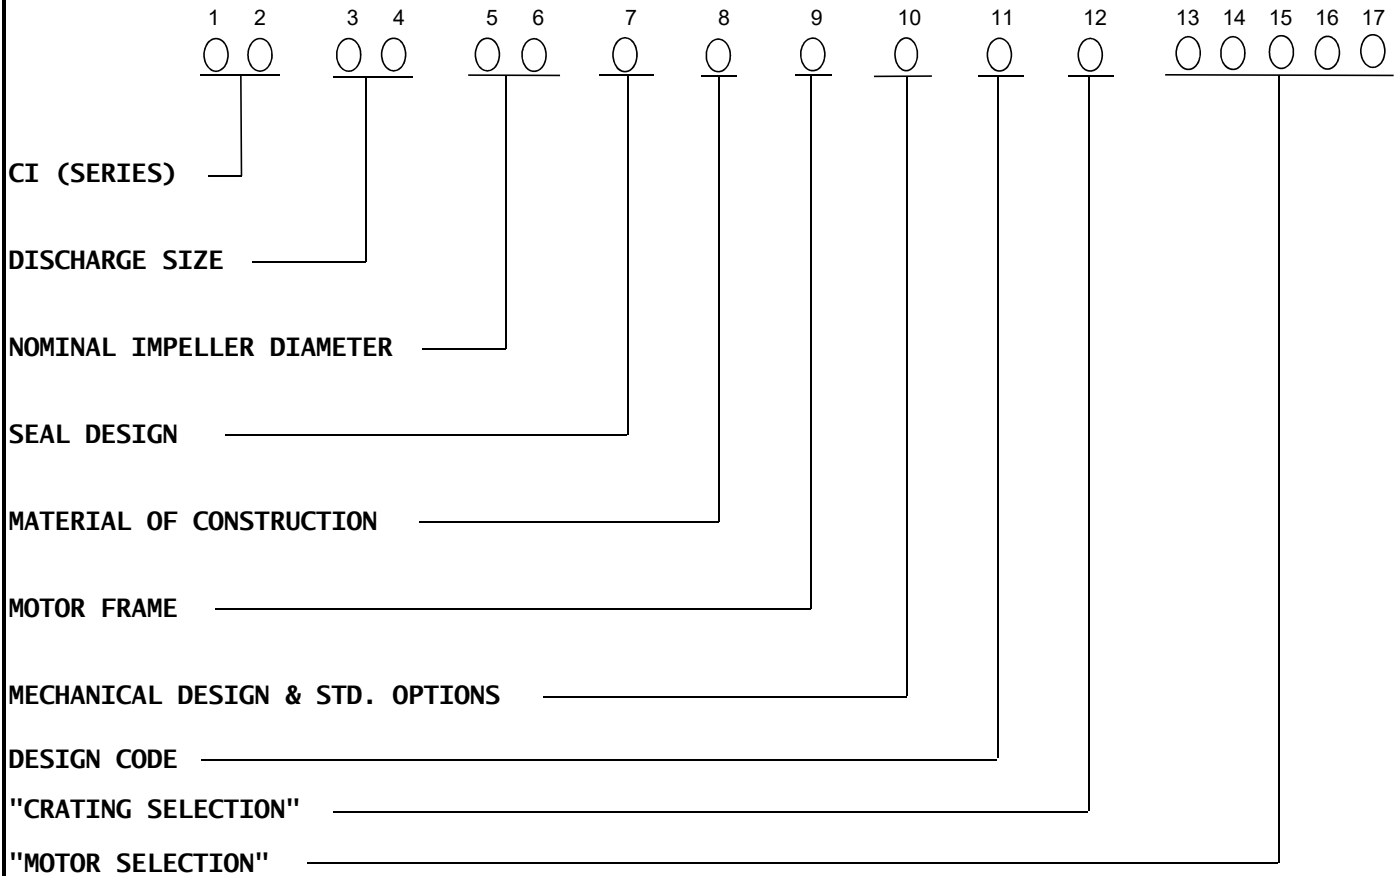 1 2 3 4 5 6 7 8 9 10 11 12 13 14 15 16 17
CI (SERIES)
DISCHARGE SIZE
NOMINAL IMPELLER DIAMETER
SEAL DESIGN
MATERIAL OF CONSTRUCTION
MOTOR FRAME
MECHANICAL DESIGN & STD. OPTIONS
DESIGN CODE
"CRATING SELECTION"
"MOTOR SELECTION"